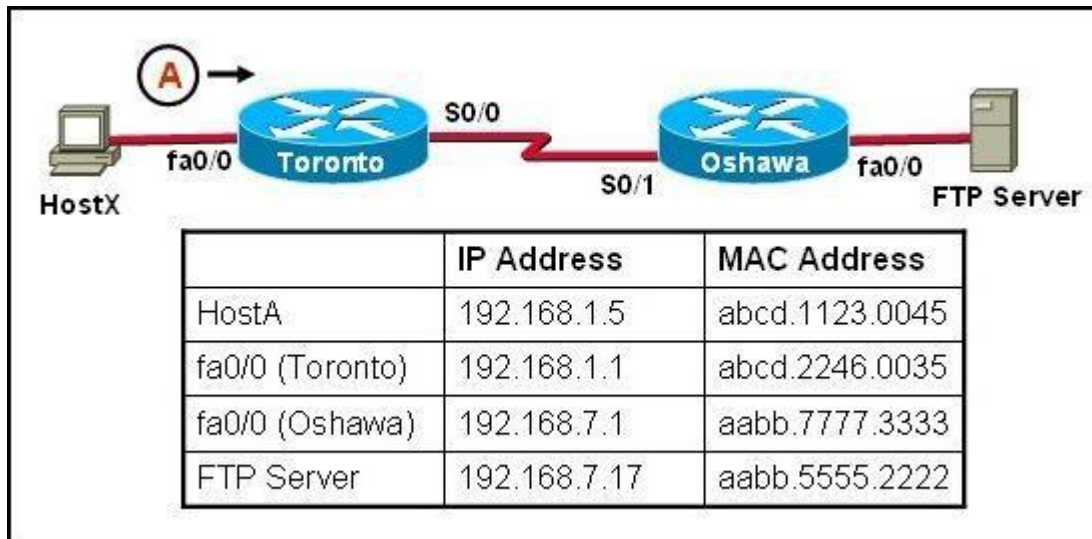 A
S0/0
fa0/0
Toronto
Oshawa
fa0/0
S0/1
HostX
FTP Server
IP Address MAC Address
HostA 192.168.1.5 abcd.1123.0045
fa0/0 (Toronto) 192.168.1.1 abcd.2246.0035
fa0/0 (Oshawa) 192.168.7.1 aabb.7777.3333
FTP Server 192.168.7.17 aabb.5555.2222